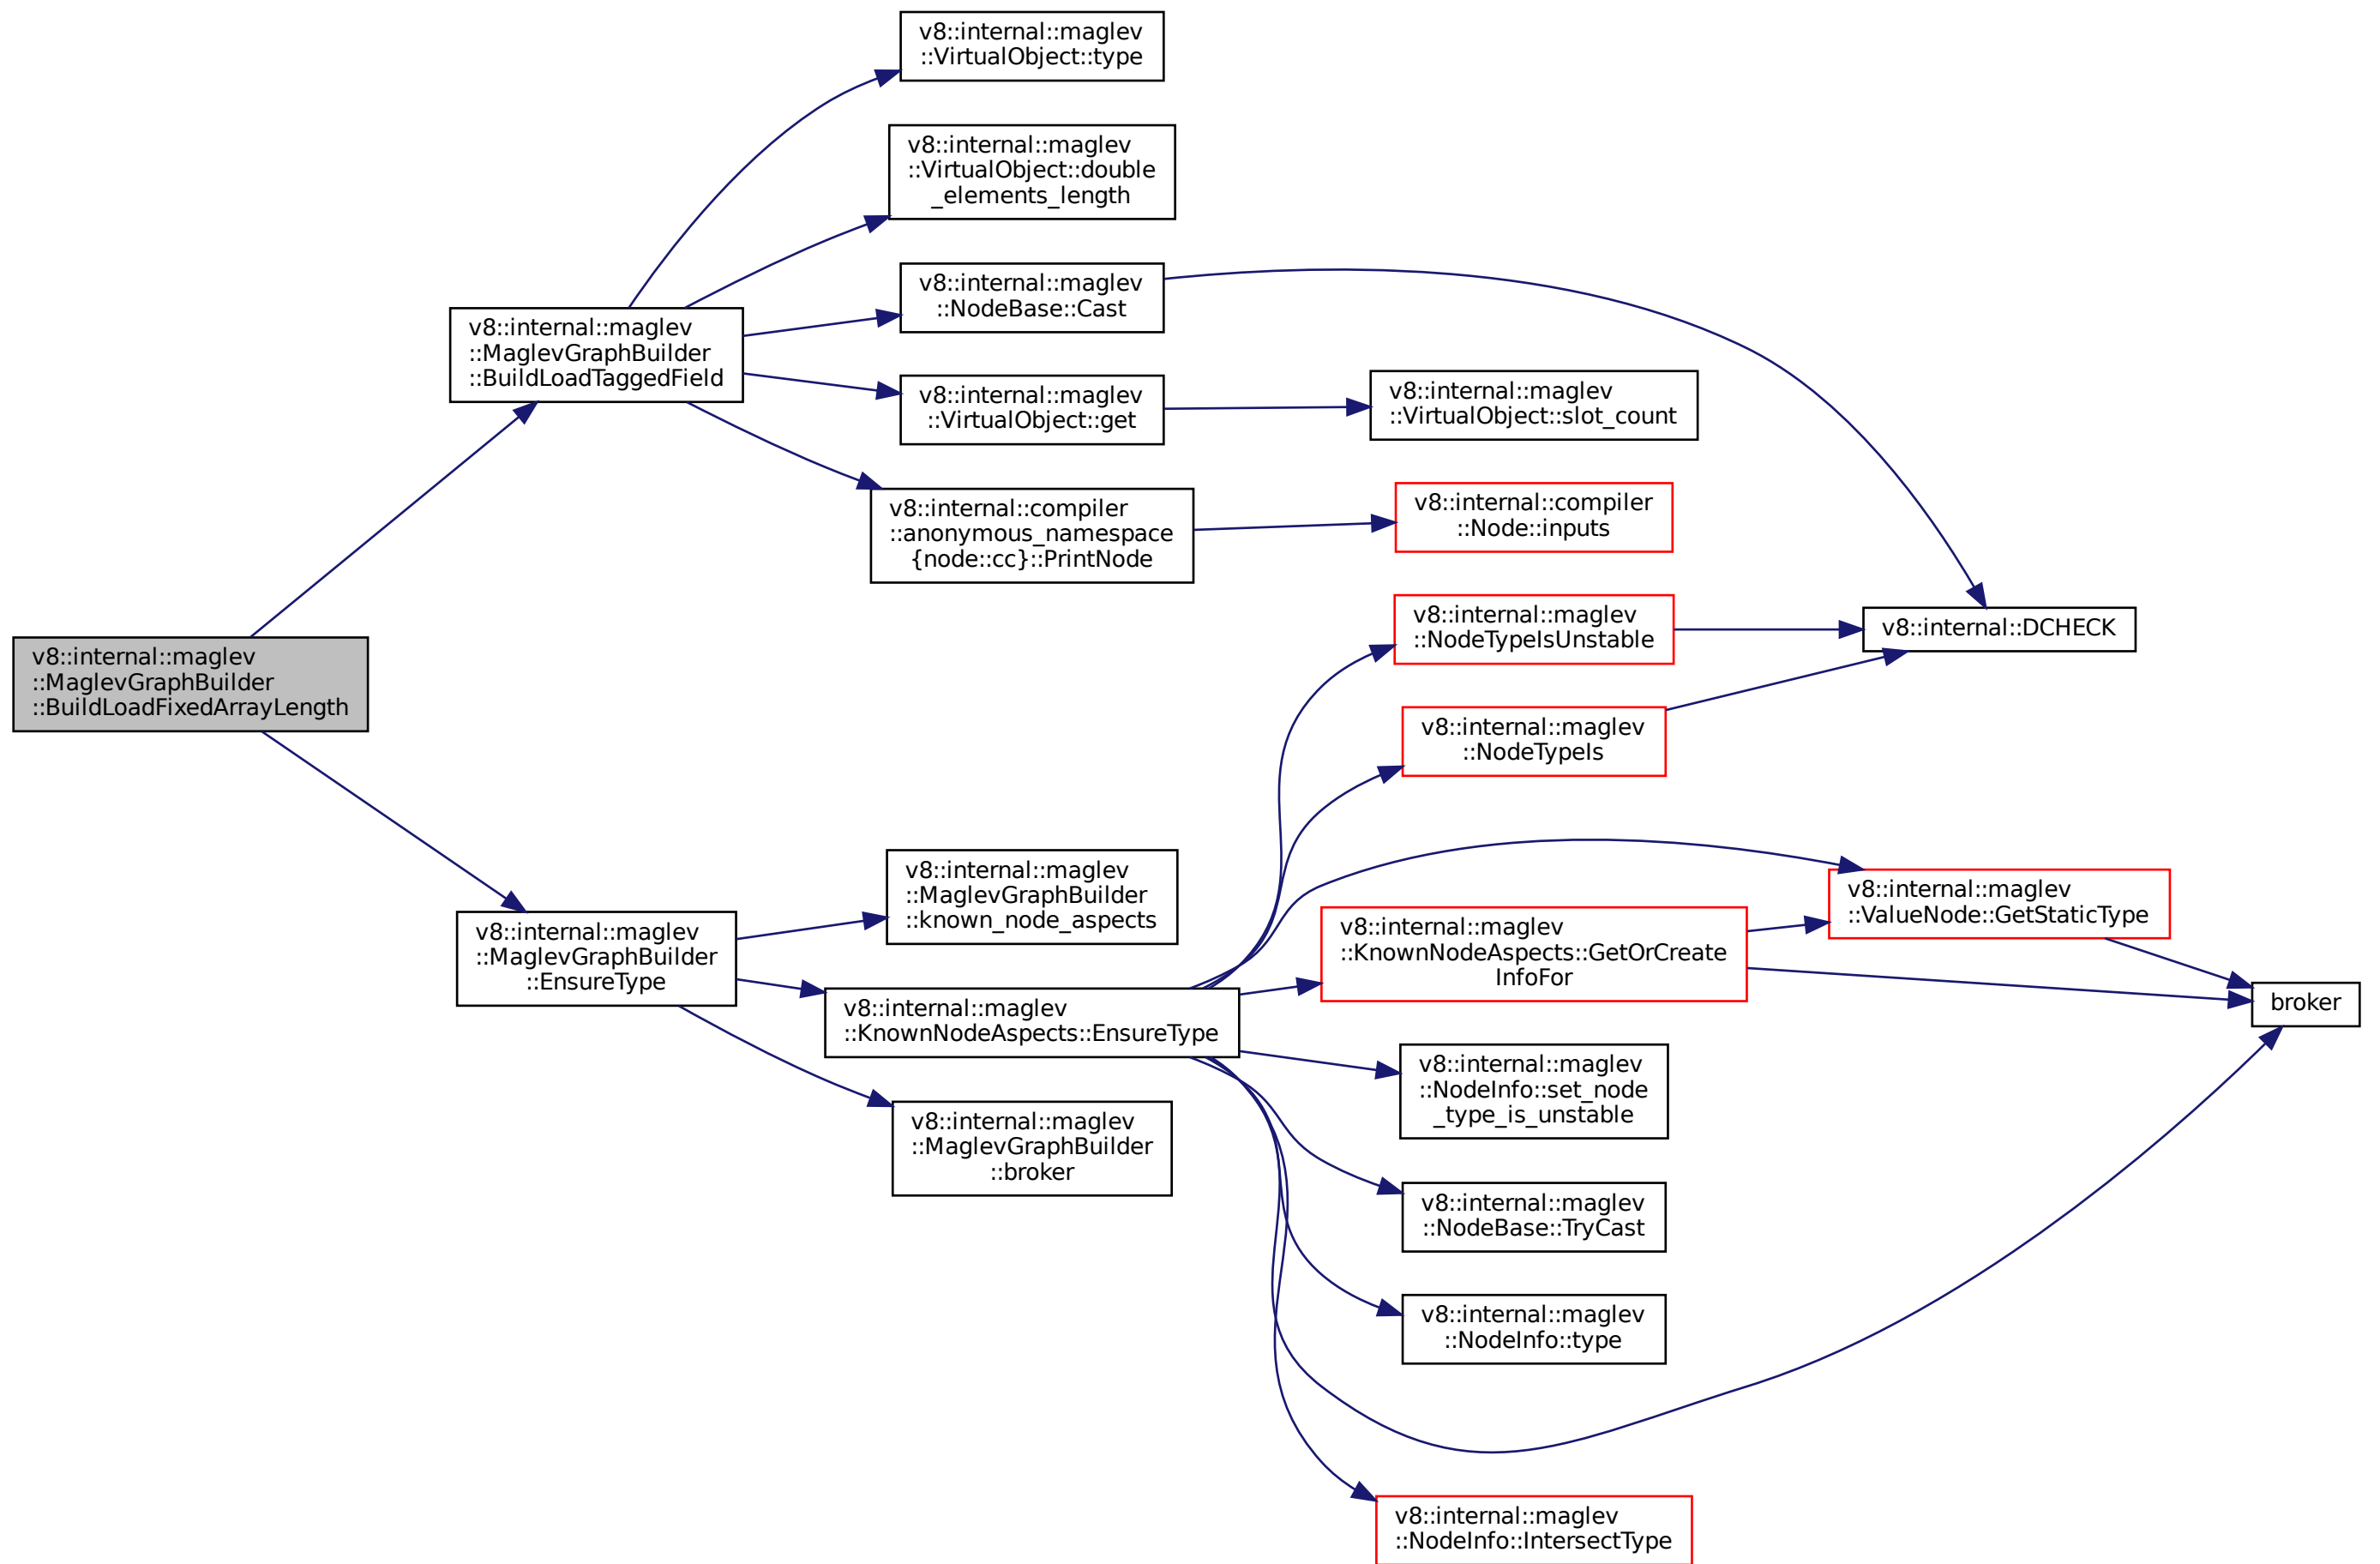 v8::internal::maglev
::VirtualObject::type
v8::internal::maglev
::VirtualObject::double
_elements_length
v8::internal::maglev
::NodeBase::Cast
v8::internal::maglev
::MaglevGraphBuilder
::BuildLoadTaggedField
v8::internal::maglev
::VirtualObject::get
v8::internal::maglev
::VirtualObject::slot_count
v8::internal::compiler
::anonymous_namespace
{node::cc}::PrintNode
v8::internal::compiler
::Node::inputs
v8::internal::maglev
::NodeTypeIsUnstable
v8::internal::DCHECK
v8::internal::maglev
::MaglevGraphBuilder
::BuildLoadFixedArrayLength
v8::internal::maglev
::NodeTypeIs
v8::internal::maglev
::MaglevGraphBuilder
::known_node_aspects
v8::internal::maglev
::ValueNode::GetStaticType
v8::internal::maglev
::KnownNodeAspects::GetOrCreate
InfoFor
v8::internal::maglev
::MaglevGraphBuilder
::EnsureType
v8::internal::maglev
::KnownNodeAspects::EnsureType
broker
v8::internal::maglev
::NodeInfo::set_node
_type_is_unstable
v8::internal::maglev
::MaglevGraphBuilder
::broker
v8::internal::maglev
::NodeBase::TryCast
v8::internal::maglev
::NodeInfo::type
v8::internal::maglev
::NodeInfo::IntersectType